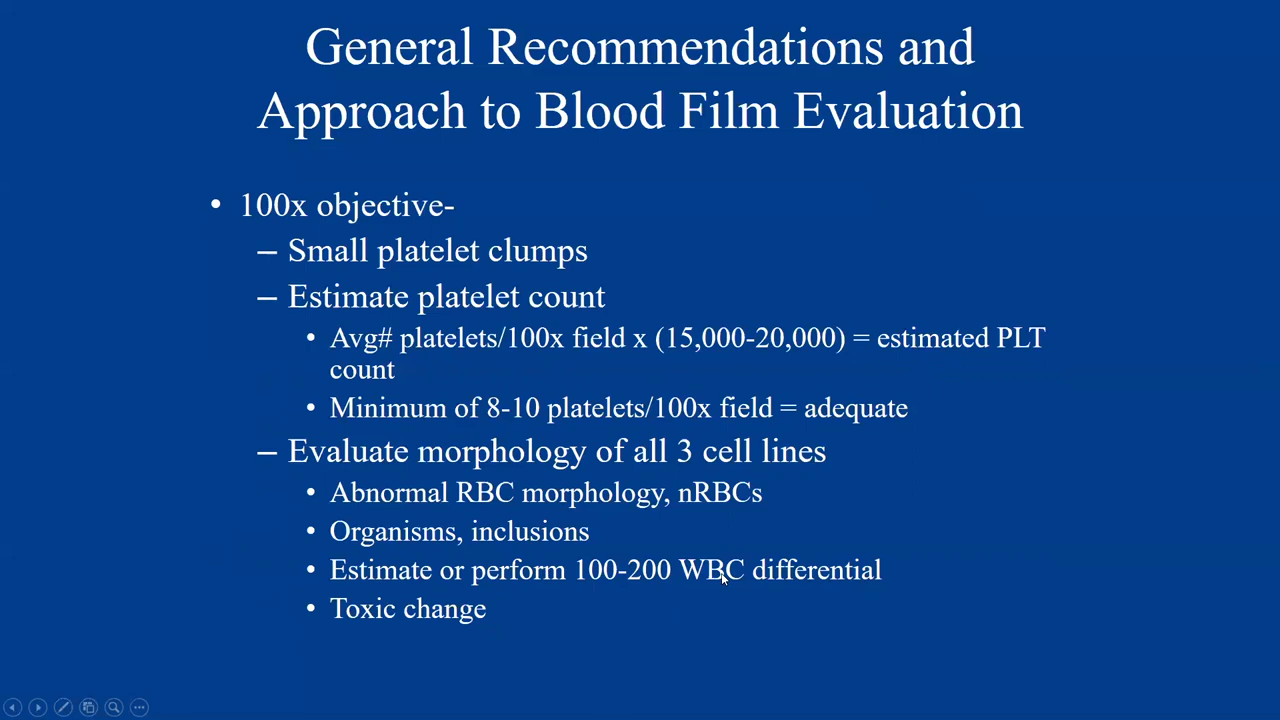 General Recommendations and
Approach to Blood Film Evaluation
• 100x objective-
– Small platelet clumps
– Estimate platelet count
• Avg# platelets/100x field x (15,000-20,000) = estimated PLT
count
• Minimum of 8-10 platelets/100x field = adequate
– Evaluate morphology of all 3 cell lines
• Abnormal RBC morphology, nRBCs
• Organisms, inclusions
• Estimate or perform 100-200 WBC differential
• Toxic change